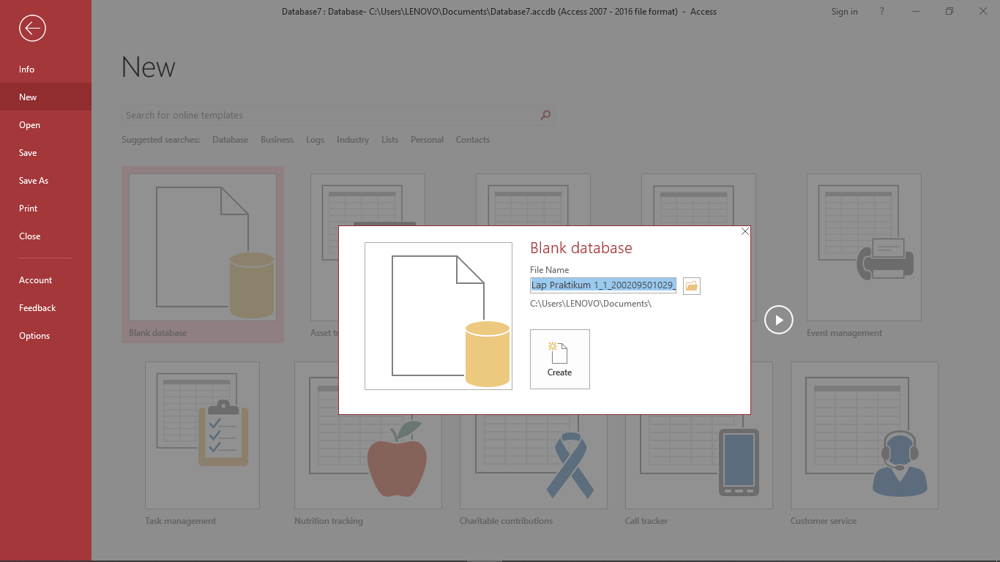 Database7 : Database- C:\Users\LENOVO\Documents\Database7.accdb (Access 2007 - 2016 file format) - Access
Sign in ?
Info
New
Open
Save
Save As
Print
Close
Account
Feedback
Options
New
Search for online templates
Suggested searches: Database Business Logs Industry Lists Personal Contacts
Blank database
Asset
Event management
Blank database
File Name
Lap Praktikum 1_1_200209501029_
C:\Users\LENOVO\Documents\
Create
Task management
Nutrition tracking
Charitable contributions
Call tracker
Customer service